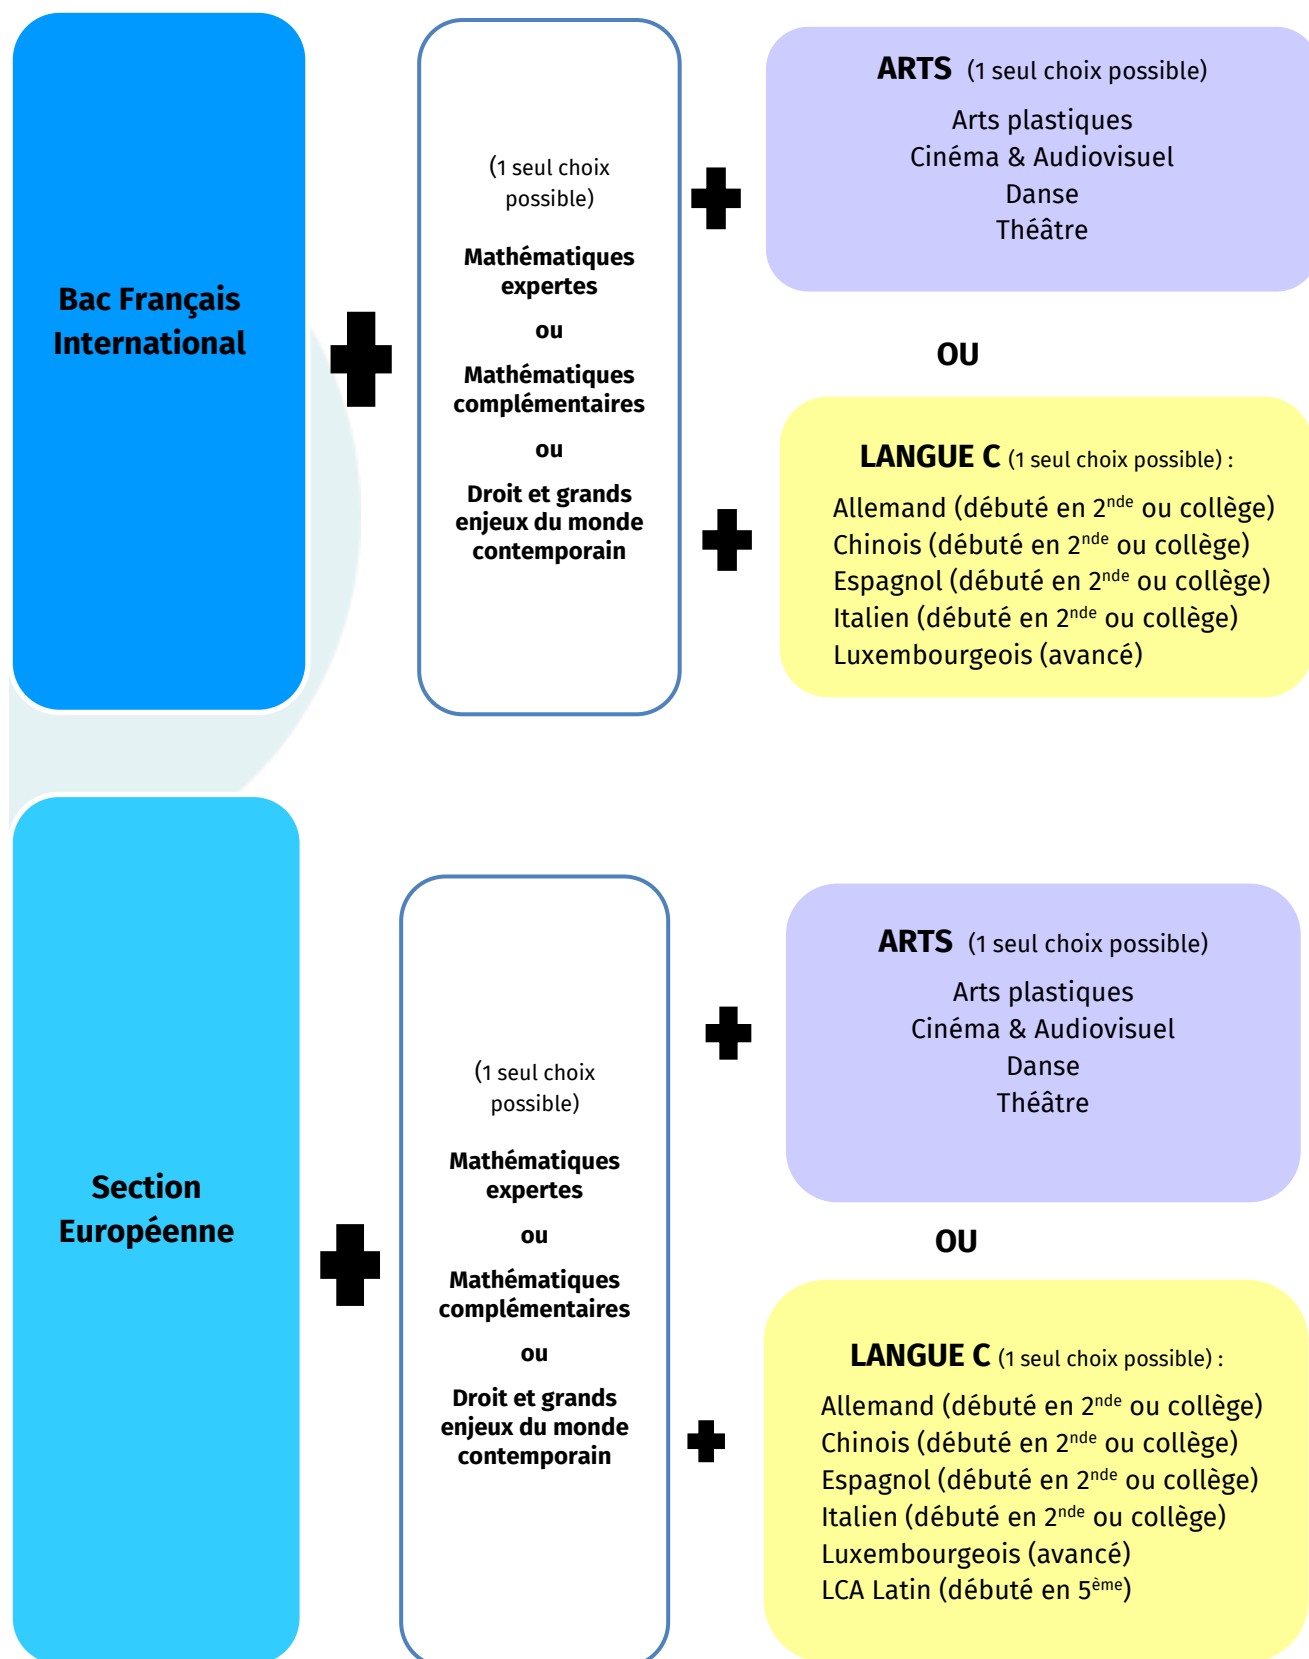 Bac Français
International
(1 seul choix
possible)
Mathématiques
expertes
ou
Mathématiques
complémentaires
ou
Droit et grands
enjeux du monde
contemporain
ARTS (1 seul choix possible)
Arts plastiques
Cinéma & Audiovisuel
Danse
Théâtre
OU
LANGUE C (1 seul choix possible) :
Allemand (débuté en 2nde ou collège)
Chinois (débuté en 2nde ou collège)
Espagnol (débuté en 2nde ou collège)
Italien (débuté en 2nde ou collège)
Luxembourgeois (avancé)
Section
Européenne
(1 seul choix
possible)
Mathématiques
expertes
ou
Mathématiques
complémentaires
ou
Droit et grands
enjeux du monde
contemporain
ARTS (1 seul choix possible)
Arts plastiques
Cinéma & Audiovisuel
Danse
Théâtre
OU
LANGUE C (1 seul choix possible) :
Allemand (débuté en 2nde ou collège)
Chinois (débuté en 2nde ou collège)
Espagnol (débuté en 2nde ou collège)
Italien (débuté en 2nde ou collège)
Luxembourgeois (avancé)
LCA Latin (débuté en 5ème)